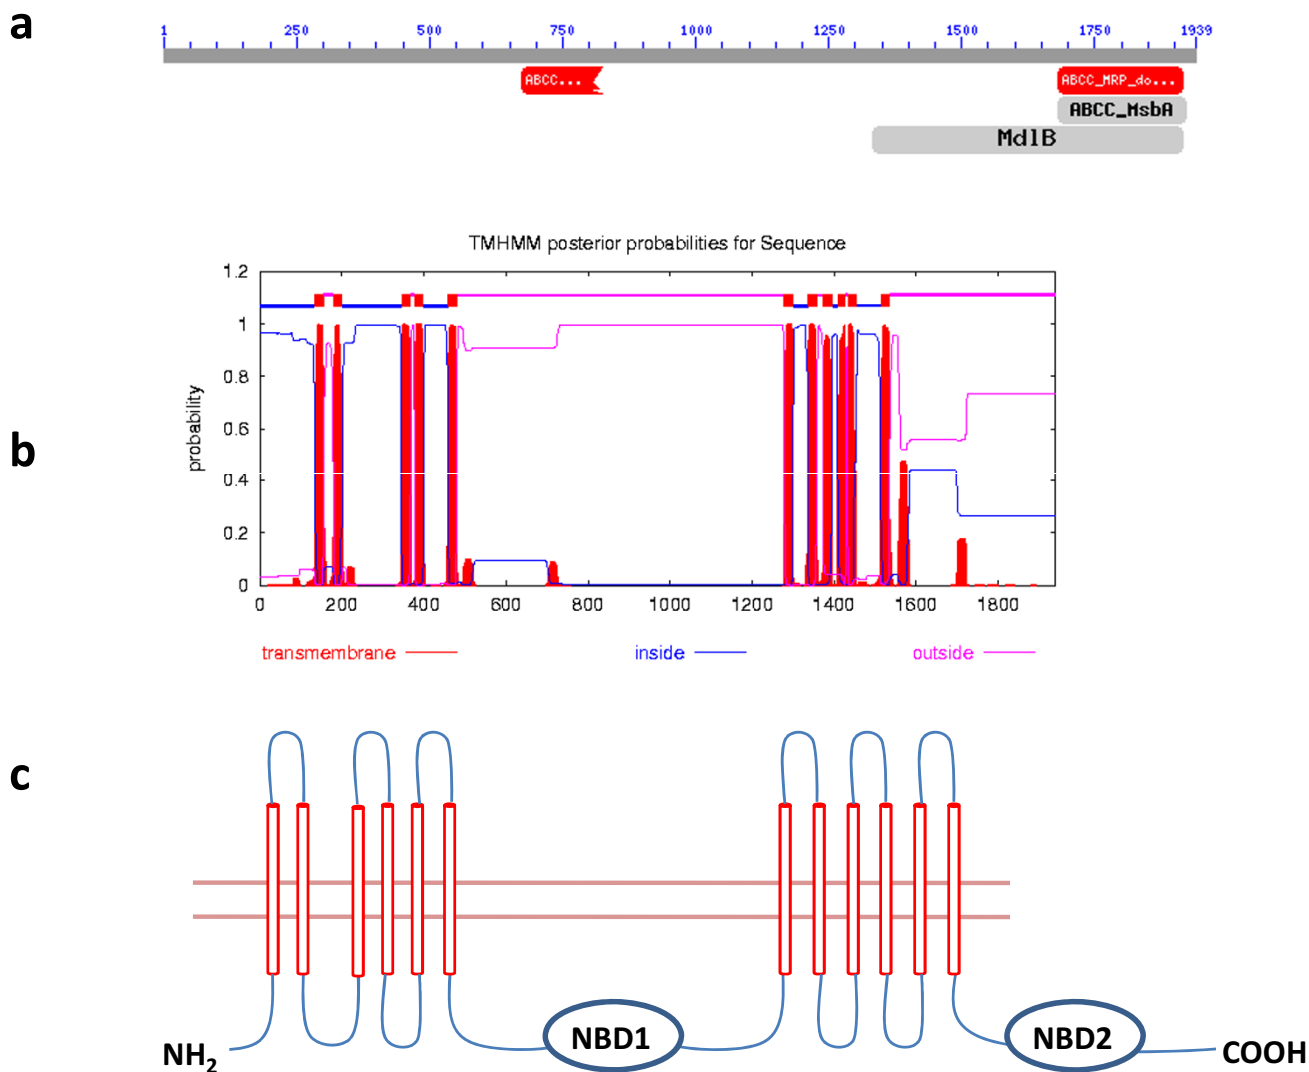 a
1 250 500 750 1000 1250 1500 1750 1939
ABCC... ABCC_MRP_do...
ABCC_MsbA
MdlB
TMHMM posterior probabilities for Sequence
b
probability
1.2
1
0.8
0.6
0.4
0.2
0
0 200 400 600 800 1000 1200 1400 1600 1800
transmembrane inside outside
c
NBD1 NBD2
NH2 COOH